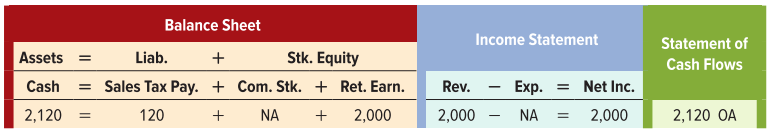 Balance Sheet
Income Statement
Statement of
Cash Flows
Assets = Liab. + Stk. Equity
Cash = Sales Tax Pay. + Com. Stk. + Ret. Earn. Rev. − Exp. = Net Inc.
2,120 = 120 + NA + 2,000 2,000 − NA = 2,000 2,120 OA